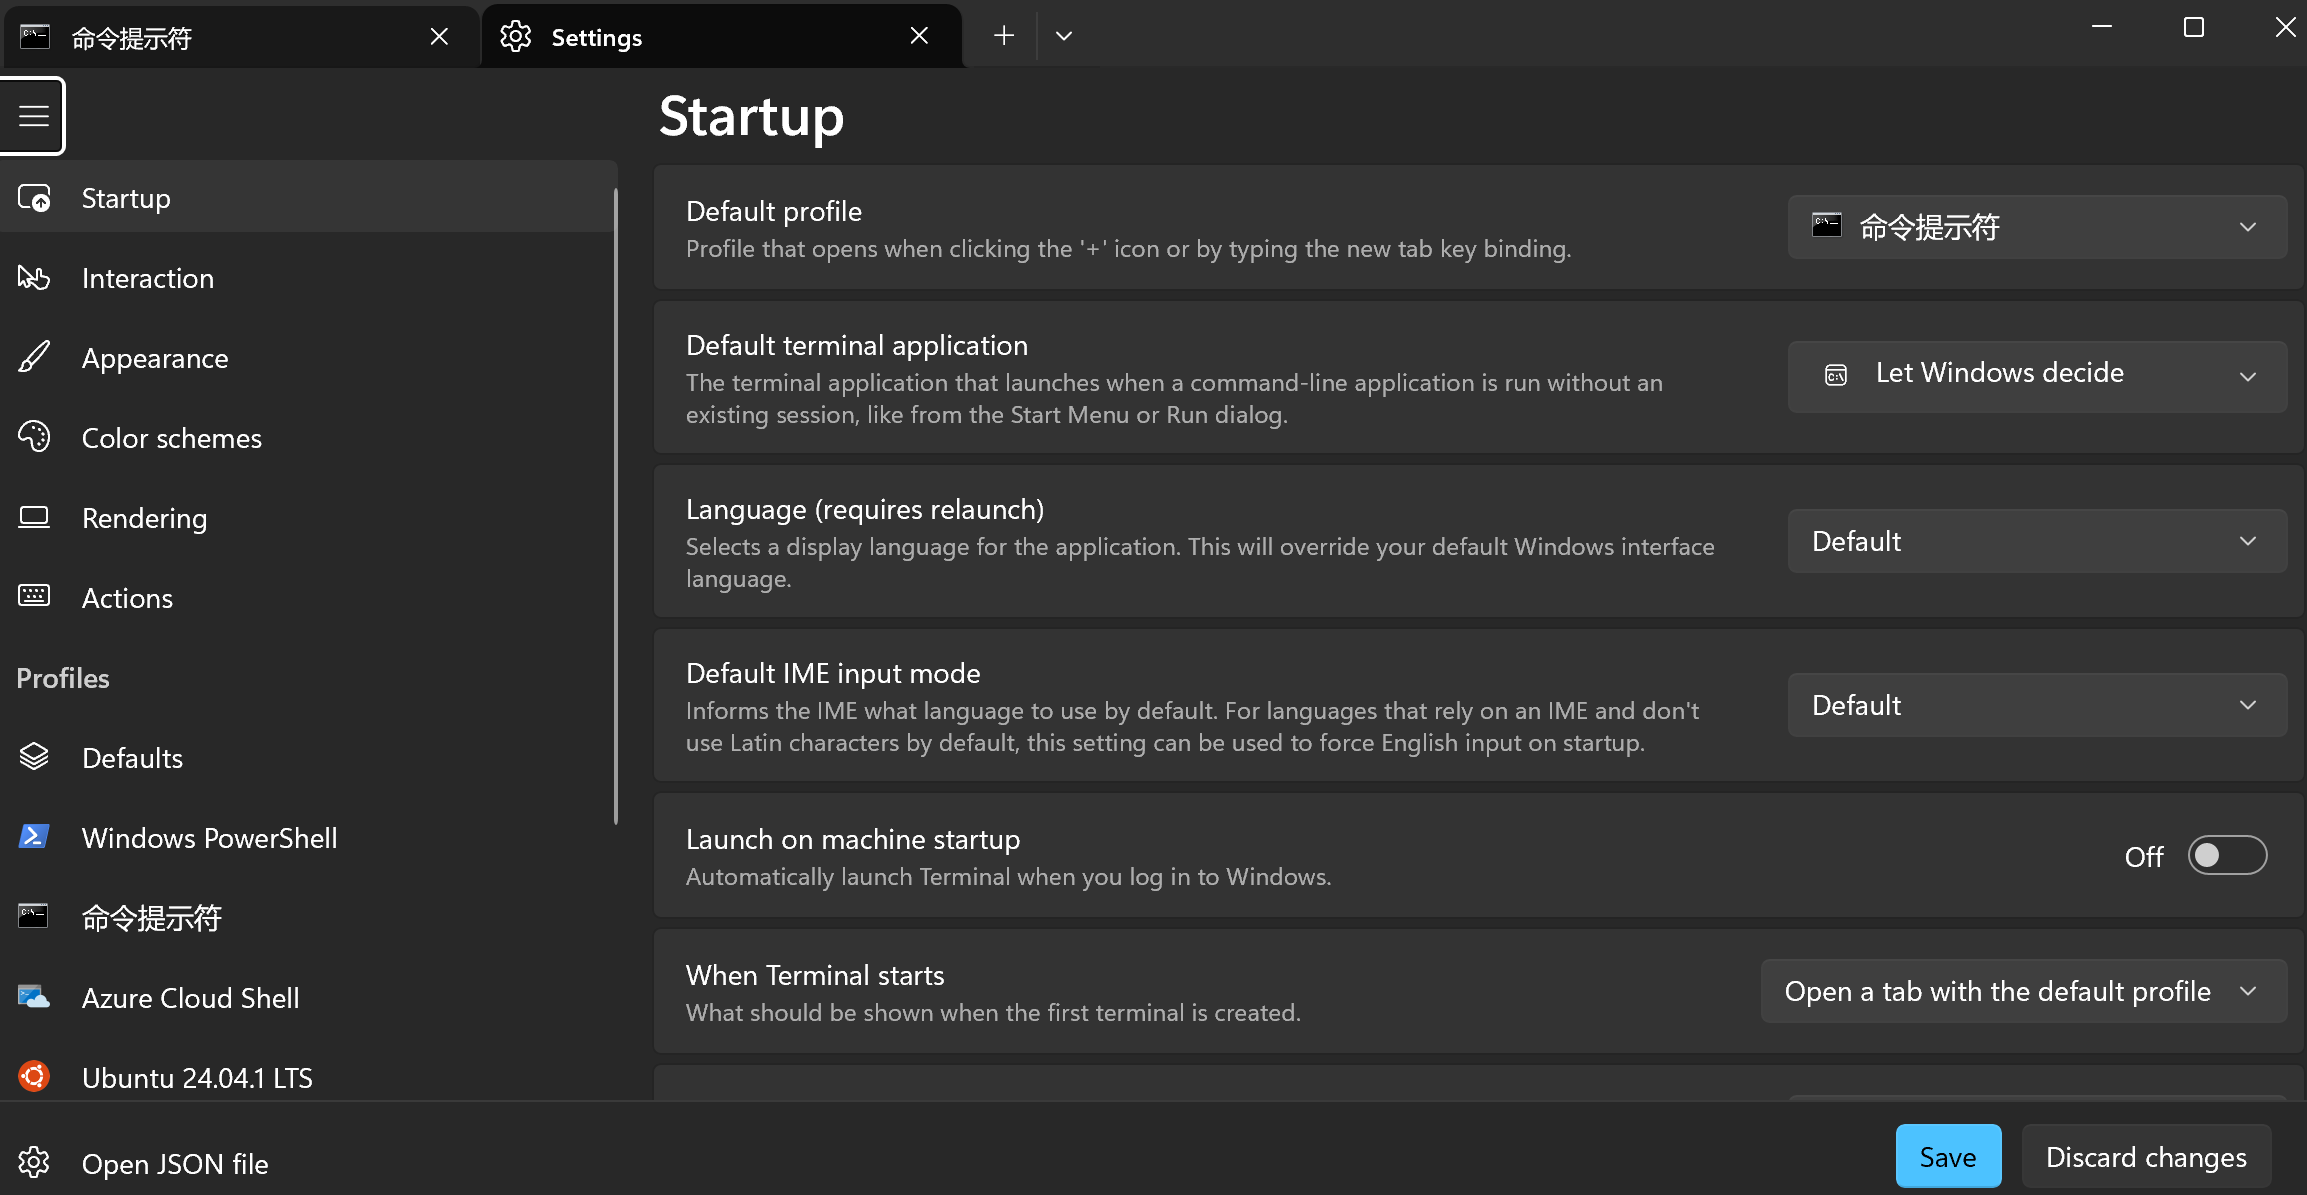 命令提示符
Settings
Startup
Interaction
Appearance
Color schemes
Rendering
Actions
Profiles
Defaults
Windows PowerShell
命令提示符
Azure Cloud Shell
Ubuntu 24.04.1 LTS
Open JSON file
Startup
Default profile
Profile that opens when clicking the '+' icon or by typing the new tab key binding.
命令提示符
Default terminal application
The terminal application that launches when a command-line application is run without an
existing session, like from the Start Menu or Run dialog.
Let Windows decide
Language (requires relaunch)
Selects a display language for the application. This will override your default Windows interface
language.
Default
Default IME input mode
Informs the IME what language to use by default. For languages that rely on an IME and don't
use Latin characters by default, this setting can be used to force English input on startup.
Default
Launch on machine startup
Automatically launch Terminal when you log in to Windows.
Off
When Terminal starts
What should be shown when the first terminal is created.
Open a tab with the default profile
Save
Discard changes